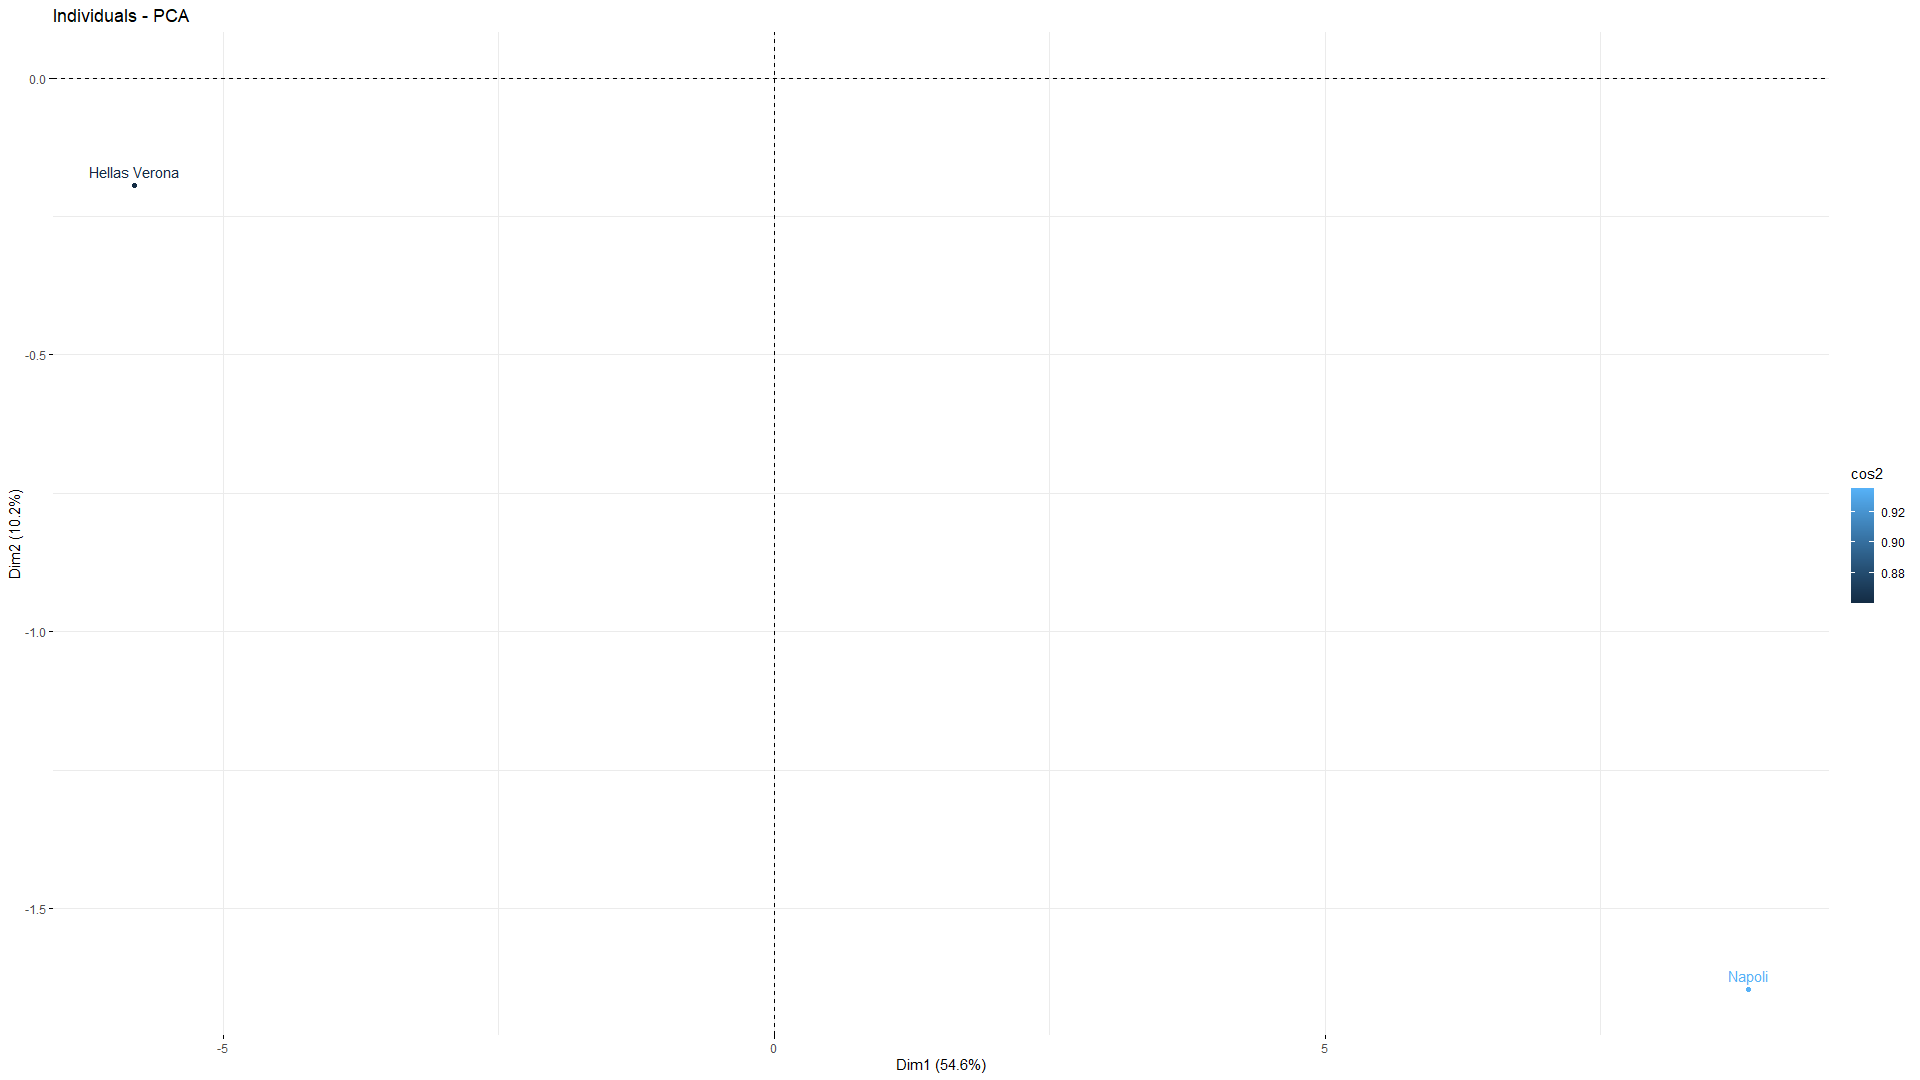 Individuals - PCA
0.0
Hellas Verona
-0.5
cos2
0.92
Dim2 (10.2%)
0.90
0.88
-1.0
-1.5
Napoli
-5
0
5
Dim1 (54.6%)